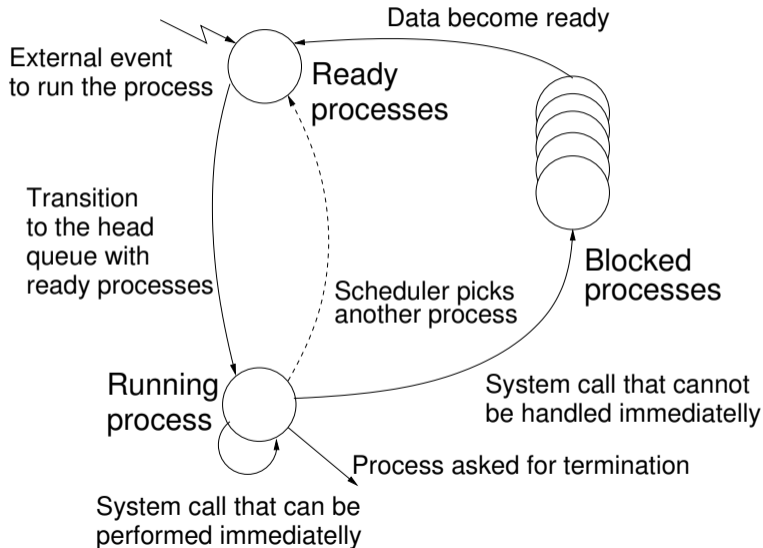 Data become ready
External event
to run the process
Ready
processes
Transition
to the head
queue with
ready processes
Blocked
processes
Scheduler picks
another process
Running
process
System call that cannot
be handled immediatelly
Process asked for termination
System call that can be
performed immediatelly